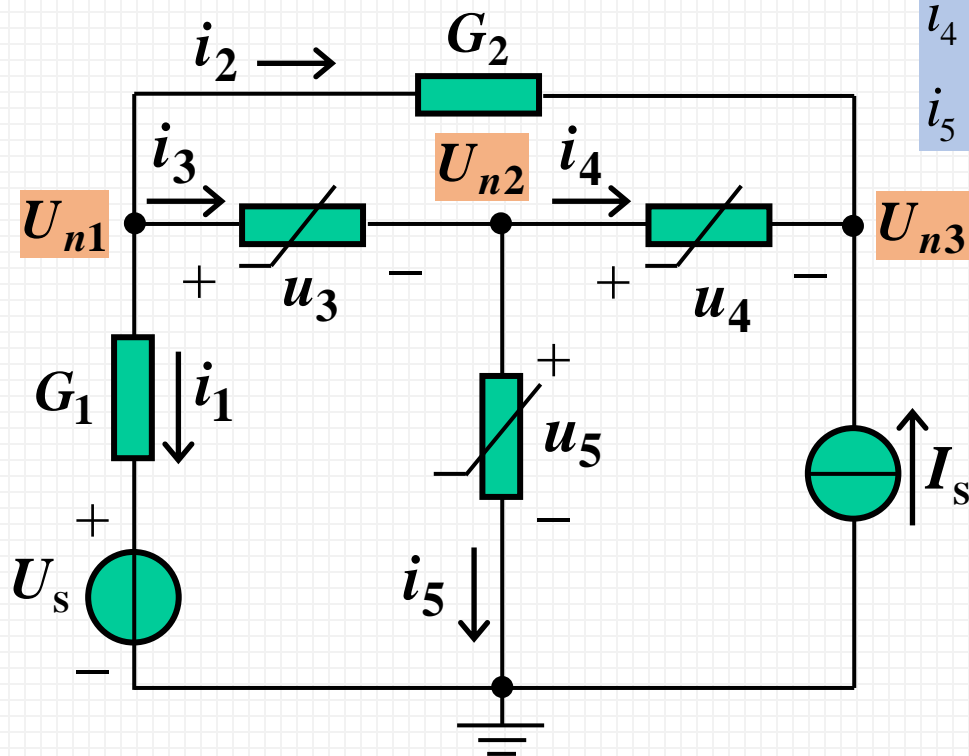 i₄
i₂ → G₂
i₅
i₃ → Uₙ₂ i₄ →
Uₙ₁ Uₙ₃
+ u₃ − + u₄ −
G₁ i₁ +
u₅
+ − Iₛ
Uₛ i₅
−